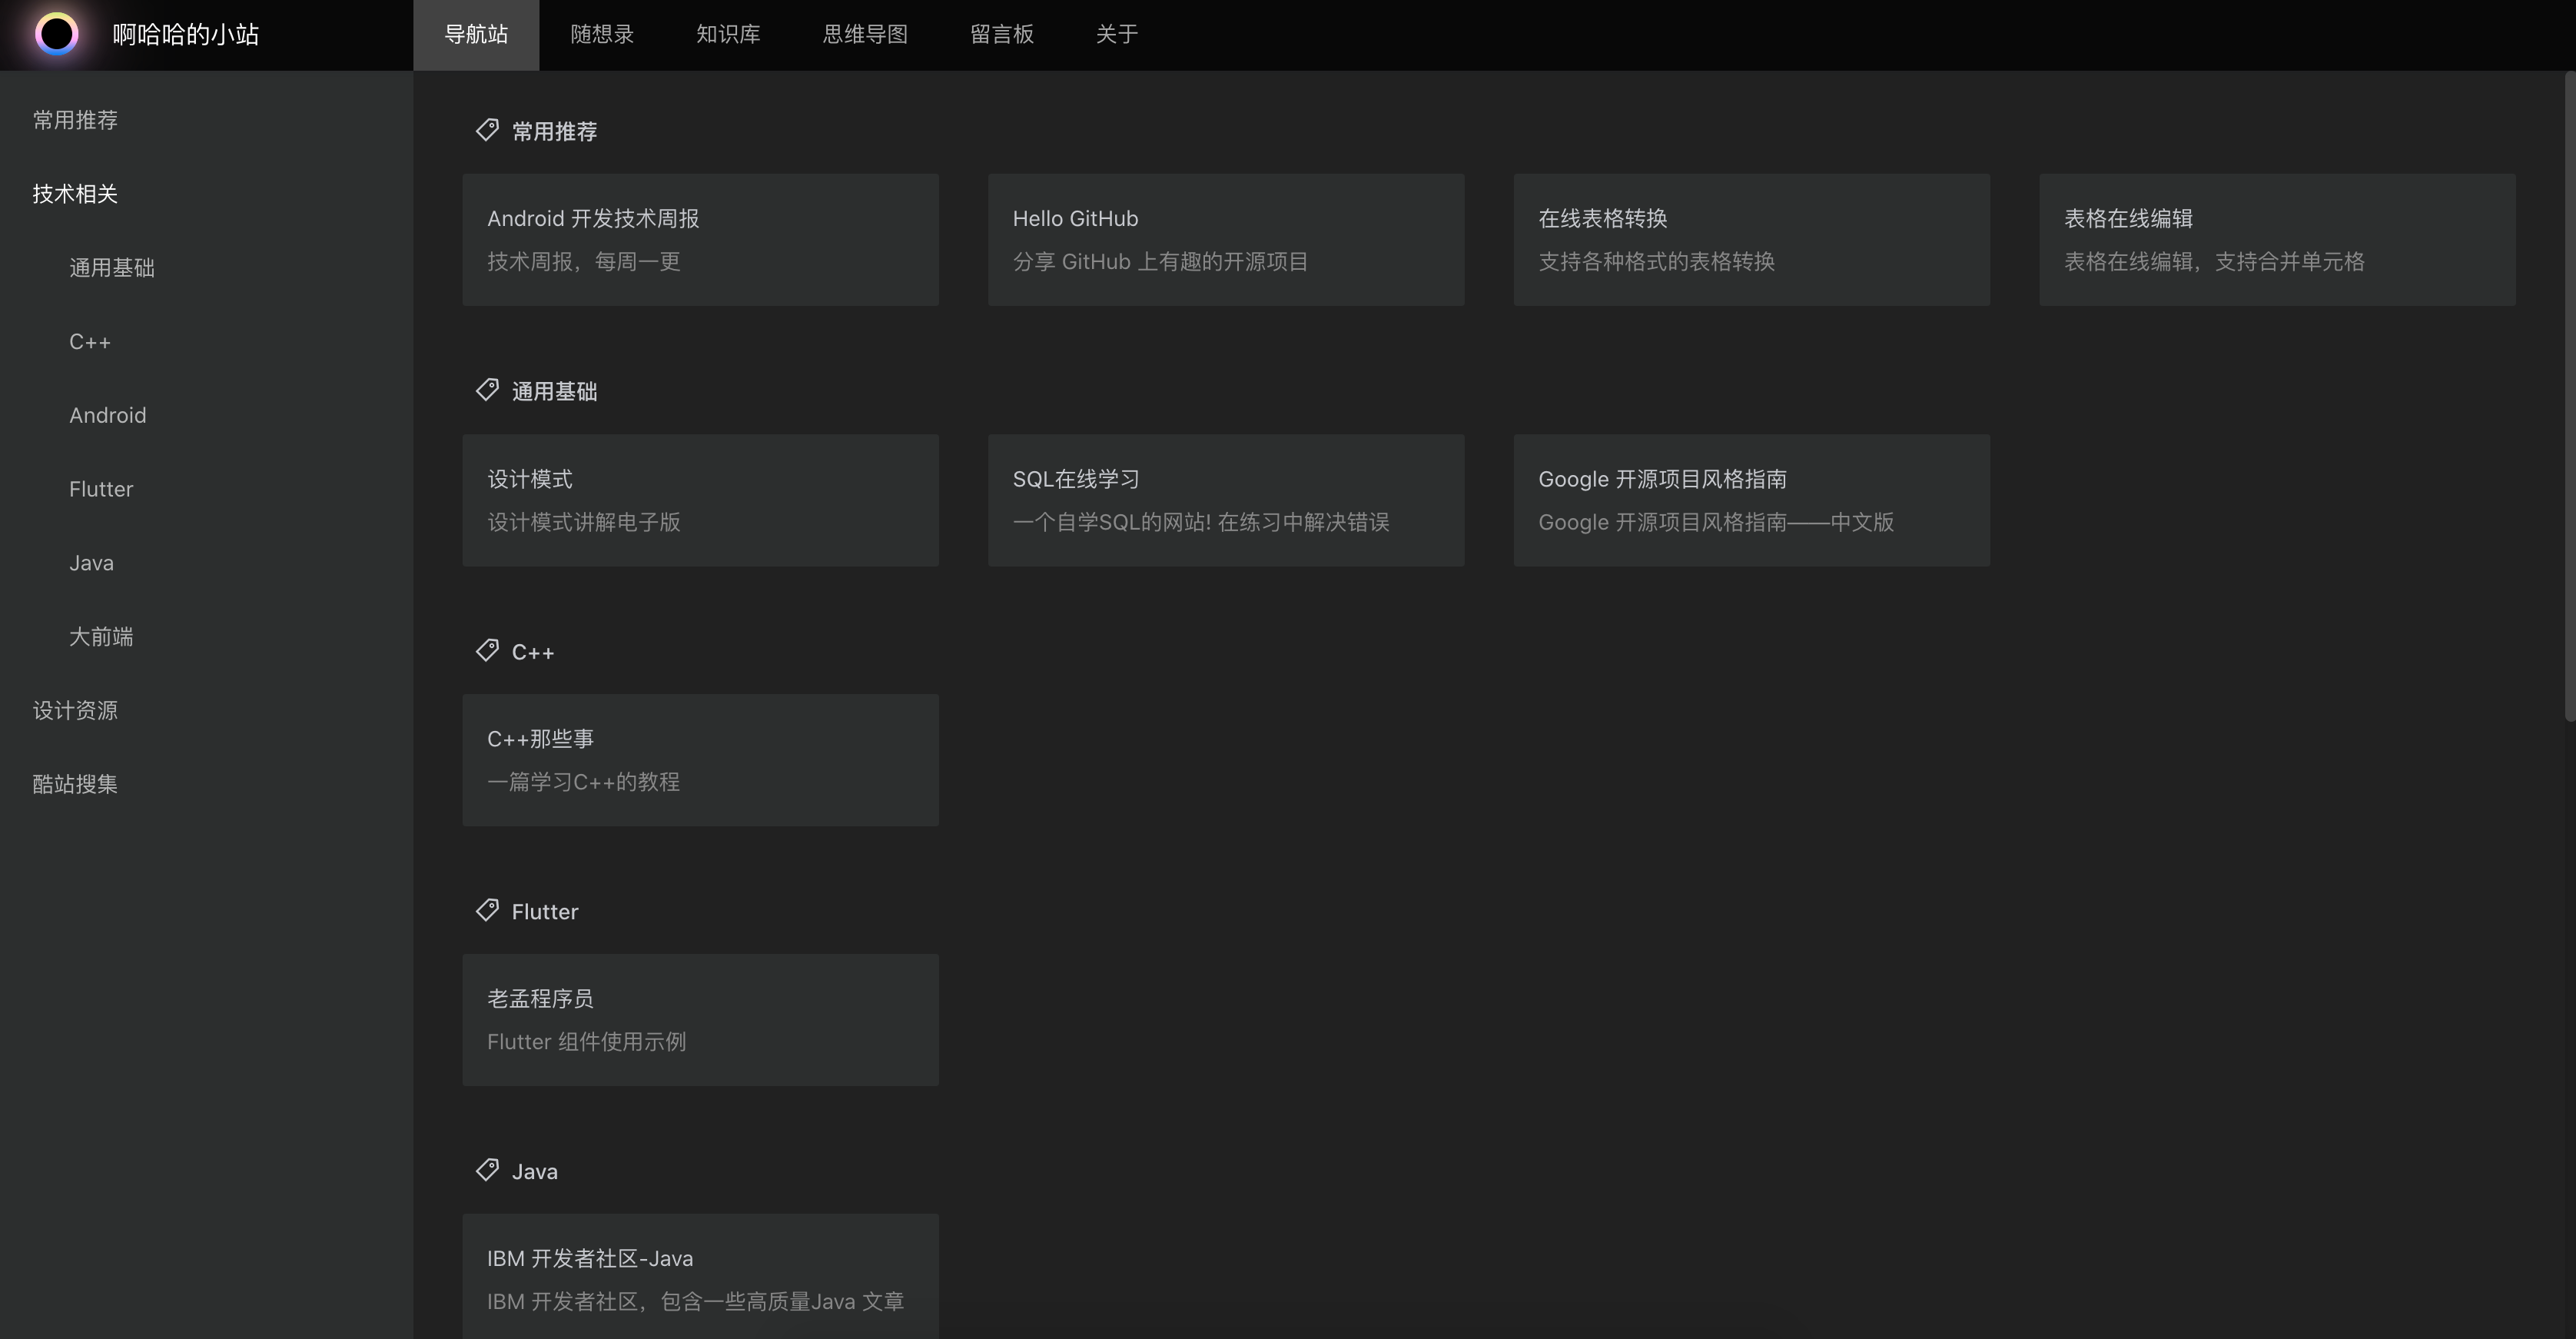 啊哈哈的小站
导航站
随想录
知识库
思维导图
留言板
关于
常用推荐
技术相关
通用基础
C++
Android
Flutter
Java
大前端
设计资源
酷站搜集
常用推荐
Android 开发技术周报
技术周报，每周一更
Hello GitHub
分享 GitHub 上有趣的开源项目
在线表格转换
支持各种格式的表格转换
表格在线编辑
表格在线编辑，支持合并单元格
通用基础
设计模式
设计模式讲解电子版
SQL在线学习
一个自学SQL的网站! 在练习中解决错误
Google 开源项目风格指南
Google 开源项目风格指南——中文版
C++
C++那些事
一篇学习C++的教程
Flutter
老孟程序员
Flutter 组件使用示例
Java
IBM 开发者社区-Java
IBM 开发者社区，包含一些高质量Java 文章